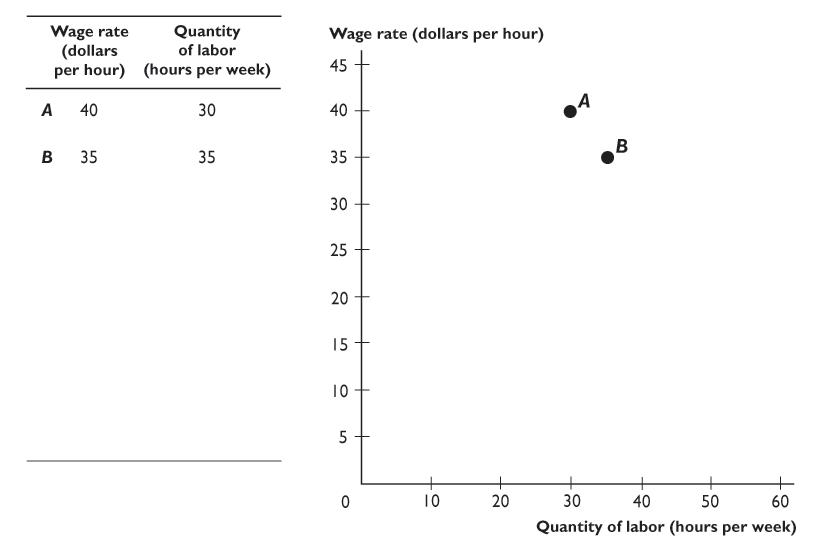 Wage rate Quantity
(dollars of labor
per hour) (hours per week)
A 40 30
B 35 35
Wage rate (dollars per hour)
45
40
35
30
25
20
15
10
5
A
B
0 10 20 30 40 50 60
Quantity of labor (hours per week)